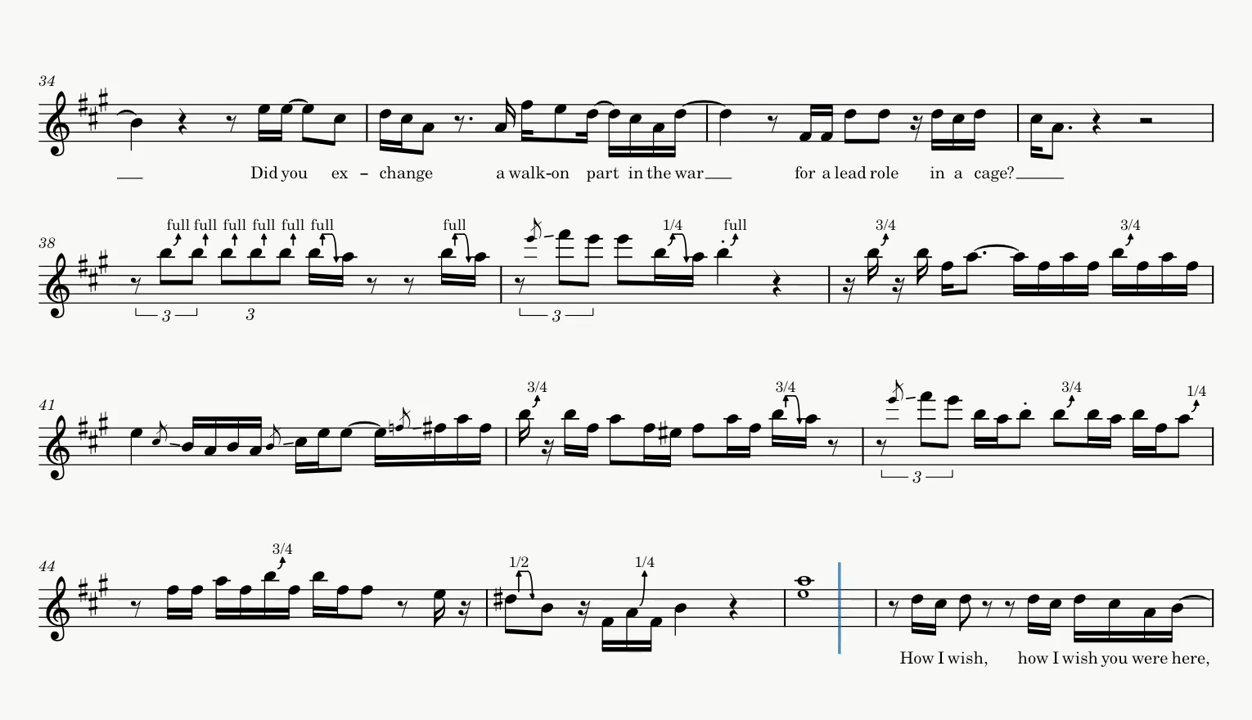 34
Did you ex - change a walk-on part in the war for a lead role in a cage?
full full full full full full full 1/4 full 3/4 3/4
38
3 3 3
3/4 3/4 3/4 1/4
41
3
3/4 1/2 1/4
44
How I wish, how I wish you were here,